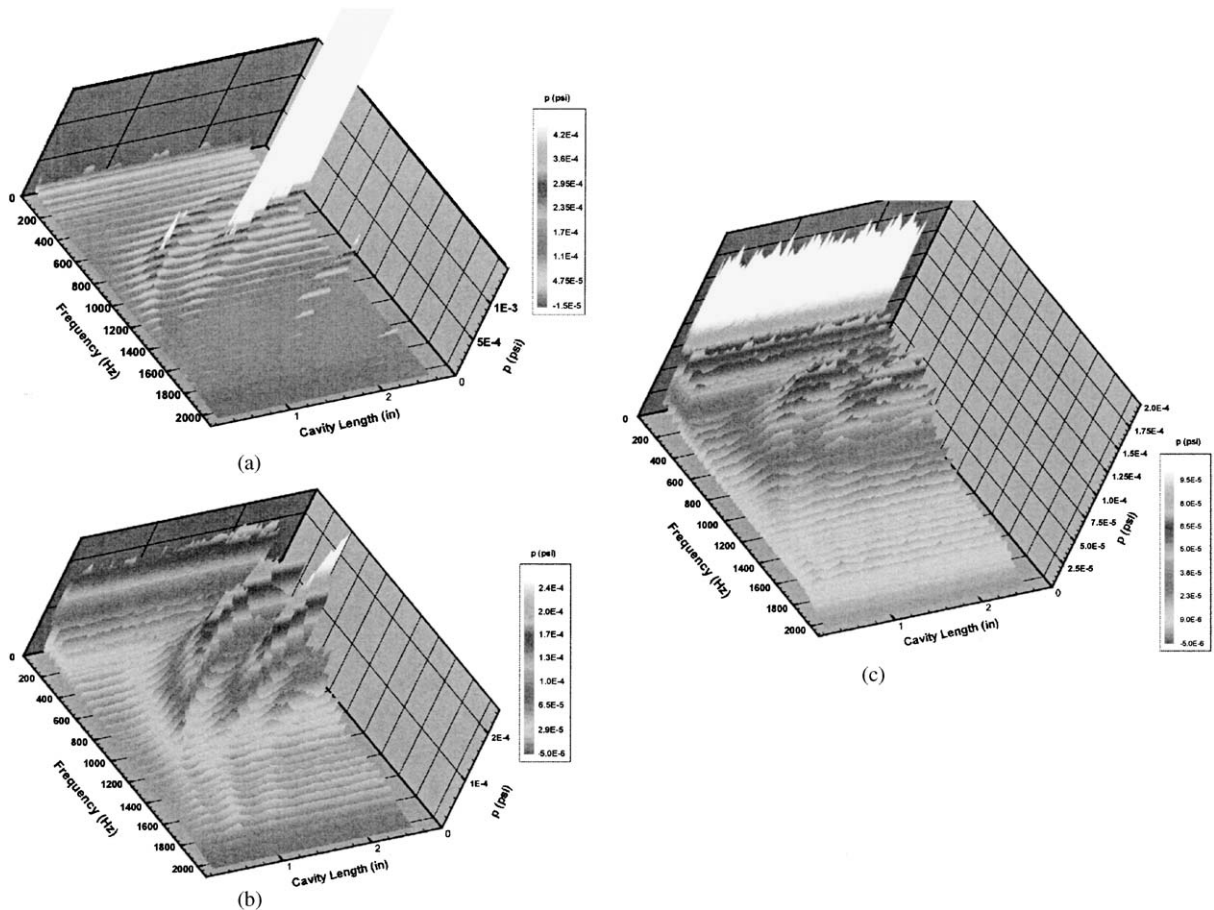 p (psi)
4.2E-4
3.6E-4
2.95E-4
2.35E-4
1.7E-4
1.1E-4
4.75E-5
-1.5E-5
0
200
400
600
800
1000
1200
1400
1600
1800
2000
Frequency (Hz)
1
2
Cavity Length (in)
0
5E-4
1E-3
p (psi)
(a)
p (psi)
2.4E-4
2.0E-4
1.7E-4
1.3E-4
1.0E-4
6.5E-5
2.9E-5
-5.0E-6
0
200
400
600
800
1000
1200
1400
1600
1800
2000
Frequency (Hz)
1
2
Cavity Length (in)
0
1E-4
2E-4
p (psi)
(b)
0
200
400
600
800
1000
1200
1400
1600
1800
2000
Frequency (Hz)
1
2
Cavity Length (in)
0
2.5E-5
5.0E-5
7.5E-5
1.0E-4
1.25E-4
1.5E-4
1.75E-4
2.0E-4
p (psi)
p (psi)
9.5E-5
8.0E-5
6.5E-5
5.0E-5
3.6E-5
2.3E-5
9.0E-6
-5.0E-6
(c)